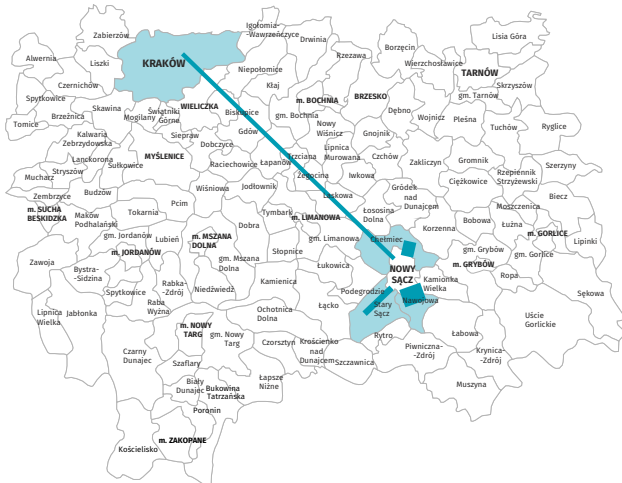 Igołomia-
-Wawrzeńczyce
Zabierzów
Drwinia
Lisia Góra
Borzęcin
Rzezawa
Alwernia
Liszki
KRAKÓW
Wierzchosławice
Niepołomice
TARNÓW
Czernichów
Kłaj
Skrzyszów
Spytkowice
Skawina
WIELICZKA
m. BOCHNIA
BRZESKO
gm. Tarnów
Brzeźnica
Mogilany
Świątniki
Górne
Biskupice
gm. Bochnia
Dębno
Wojnicz
Pleśna
Tomice
Nowy
Wiśnicz
Tuchów
Ryglice
Kalwaria
Zebrzydowska
Siepraw
Gdów
Gnojnik
Dobczyce
Lipnica
Murowana
Lanckorona
MYŚLENICE
Trzciana
Czchów
Gromnik
Stryszów
Sułkowice
Raciechowice
Łapanów
Zakliczyn
Szerzyny
Mucharz
Żegocina
Iwkowa
Ciężkowice
Rzepiennik
Strzyżewski
Zembrzyce
Budzów
Wiśniowa
Jodłownik
Laskowa
Gródek
nad
Dunajcem
Biecz
Pcim
Moszczenica
m. SUCHA
BESKIDZKA
Maków
Podhalański
Tokarnia
Tymbark
m. LIMANOWA
Łososina
Dolna
Bobowa
Łużna
Dobra
Korzenna
m. GORLICE
gm. Jordanów
Lubień
m. MSZANA
DOLNA
gm. Limanowa
Chełmiec
Lipinki
m. JORDANÓW
Słopnice
gm. Grybów
gm. Gorlice
Zawoja
Bystra-
-Sidzina
gm. Mszana
Dolna
Łukowica
NOWY
SĄCZ
m. GRYBÓW
Ropa
Rabka-
-Zdrój
Niedźwiedź
Kamienica
Kamionka
Wielka
Spytkowice
Podegrodzie
Sękowa
Raba
Wyżna
Łącko
Stary
Sącz
Nawojowa
Lipnica
Wielka
Jabłonka
Ochotnica
Dolna
Uście
Gorlickie
m. NOWY
TARG
gm. Nowy
Targ
Krościenko
nad
Dunajcem
Rytro
Łabowa
Czorsztyn
Piwniczna-
-Zdrój
Krynica-
-Zdrój
Czarny
Dunajec
Szaflary
Szczawnica
Biały
Dunajec
Bukowina
Tatrzańska
Łapsze
Niżne
Muszyna
Poronin
m. ZAKOPANE
Kościelisko